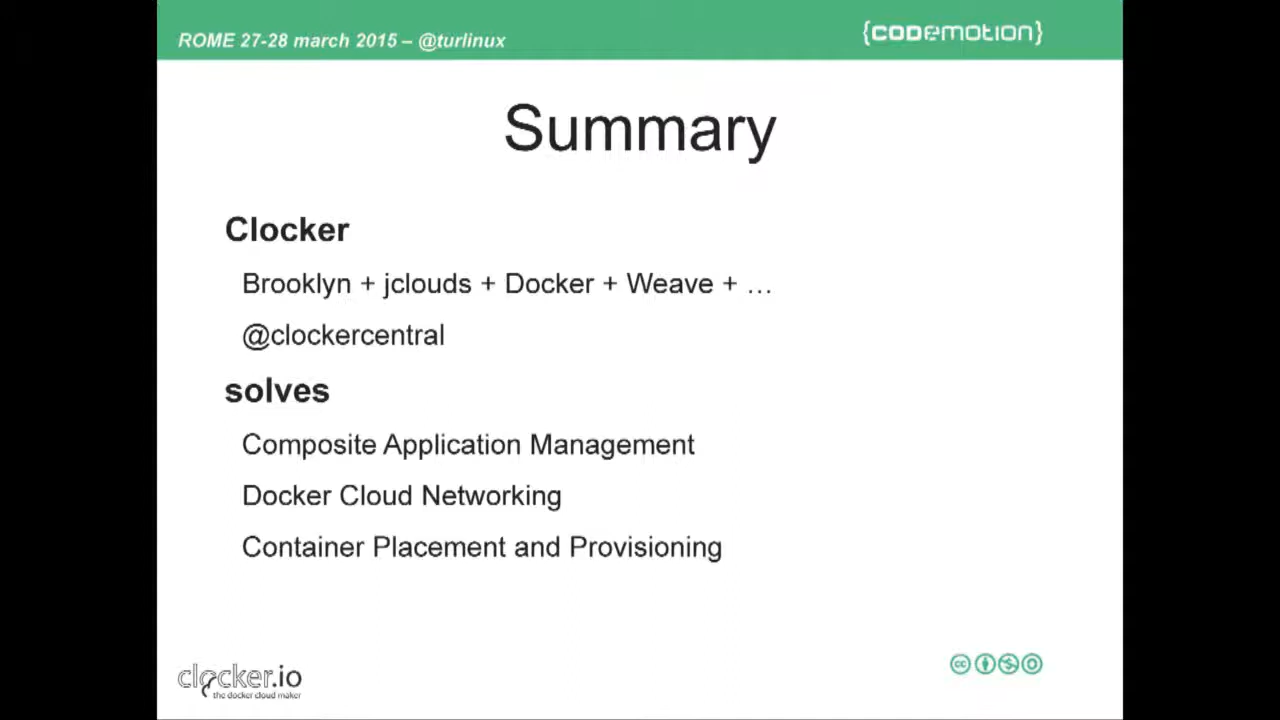 ROME 27-28 march 2015 – @turlinux
{CODEMOTION}
Summary
Clocker
Brooklyn + jclouds + Docker + Weave + …
@clockercentral
solves
Composite Application Management
Docker Cloud Networking
Container Placement and Provisioning
clocker.io
the docker cloud maker
cc